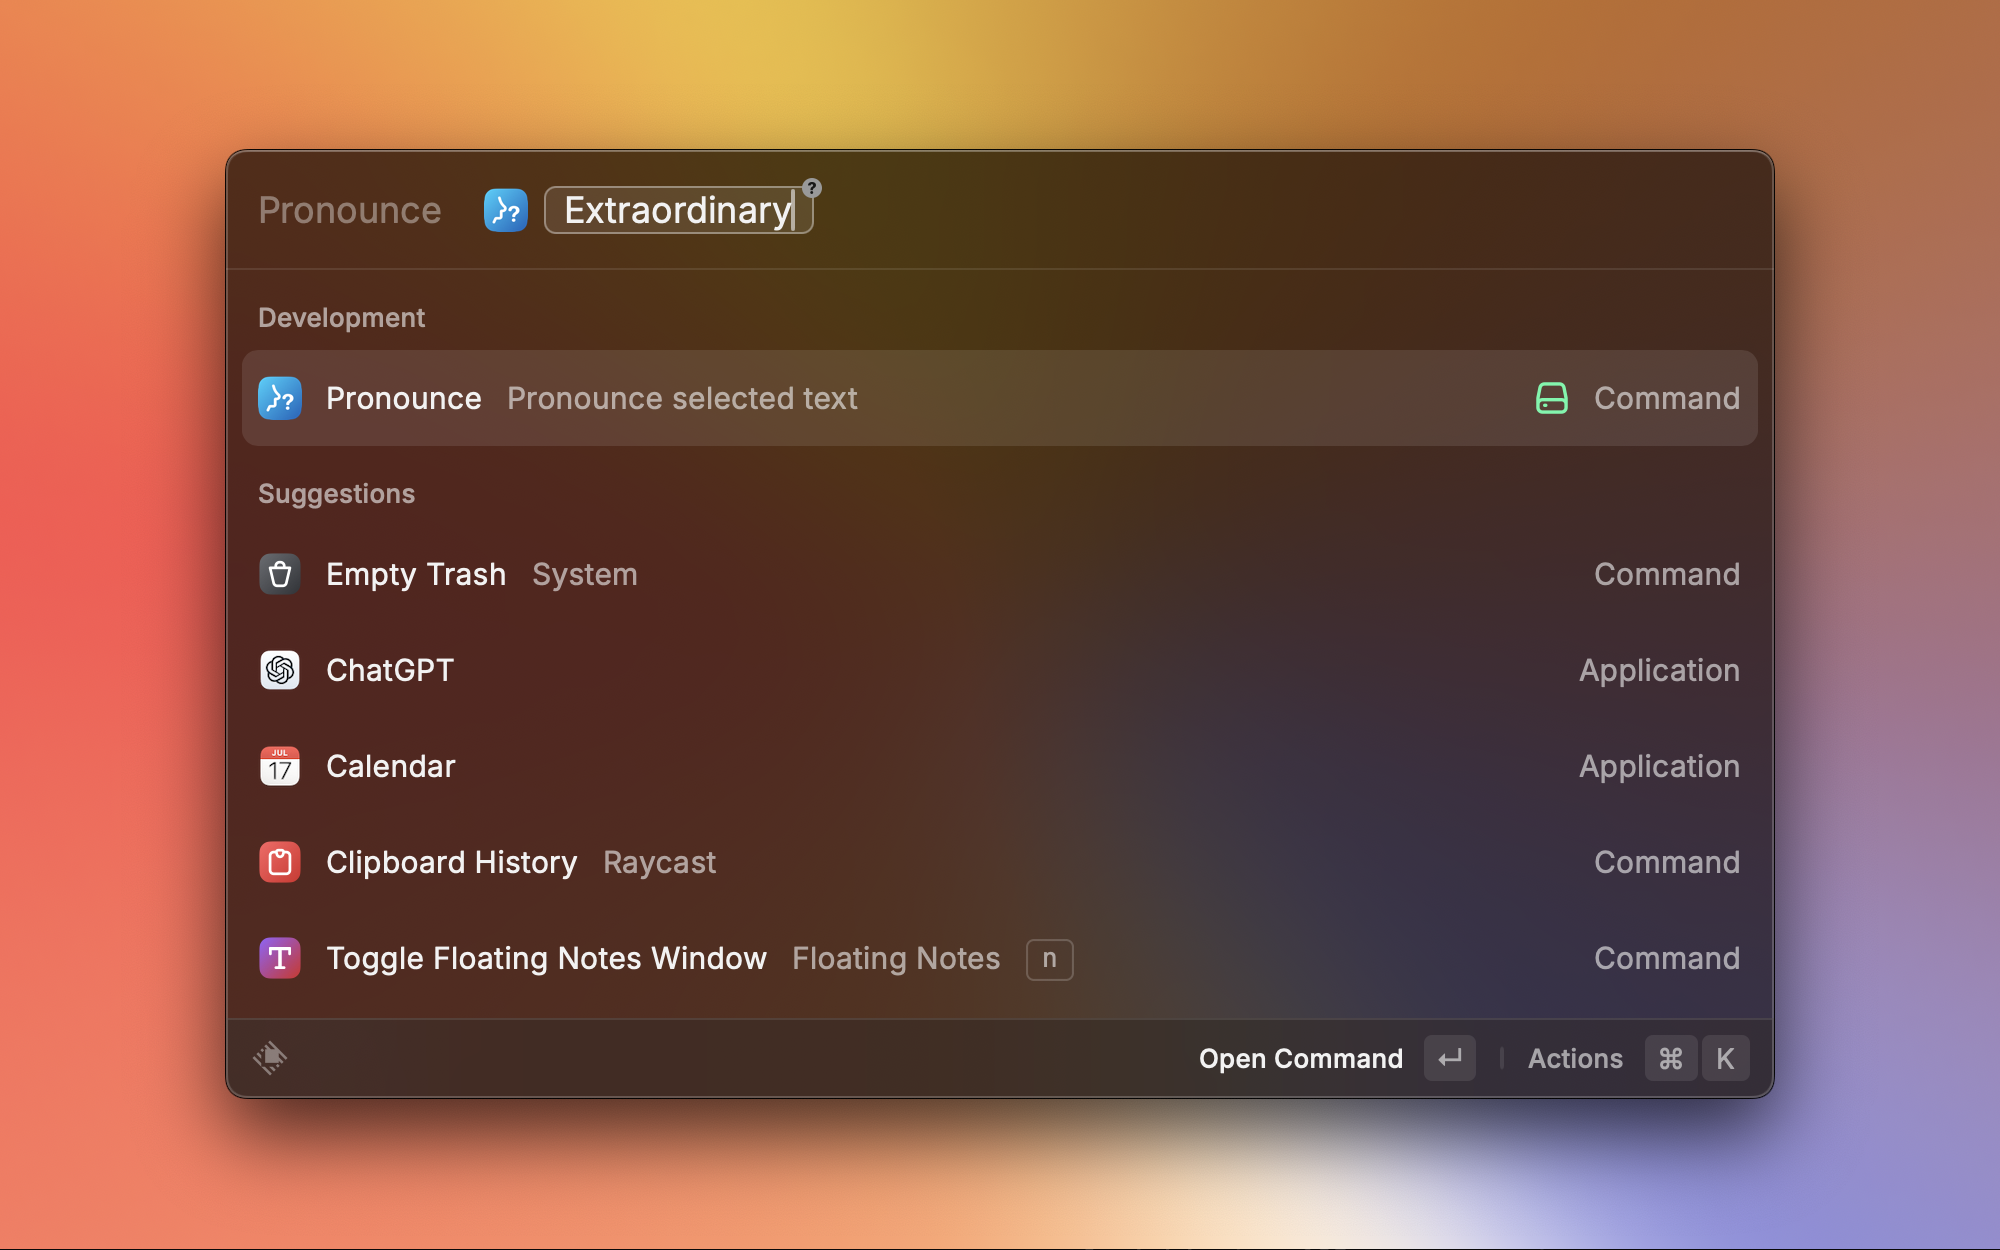 Pronounce Extraordinary ?
Development
Pronounce Pronounce selected text Command
Suggestions
Empty Trash System Command
ChatGPT Application
JUL
17
Calendar Application
Clipboard History Raycast Command
T Toggle Floating Notes Window Floating Notes n Command
Open Command ↵ Actions ⌘ K